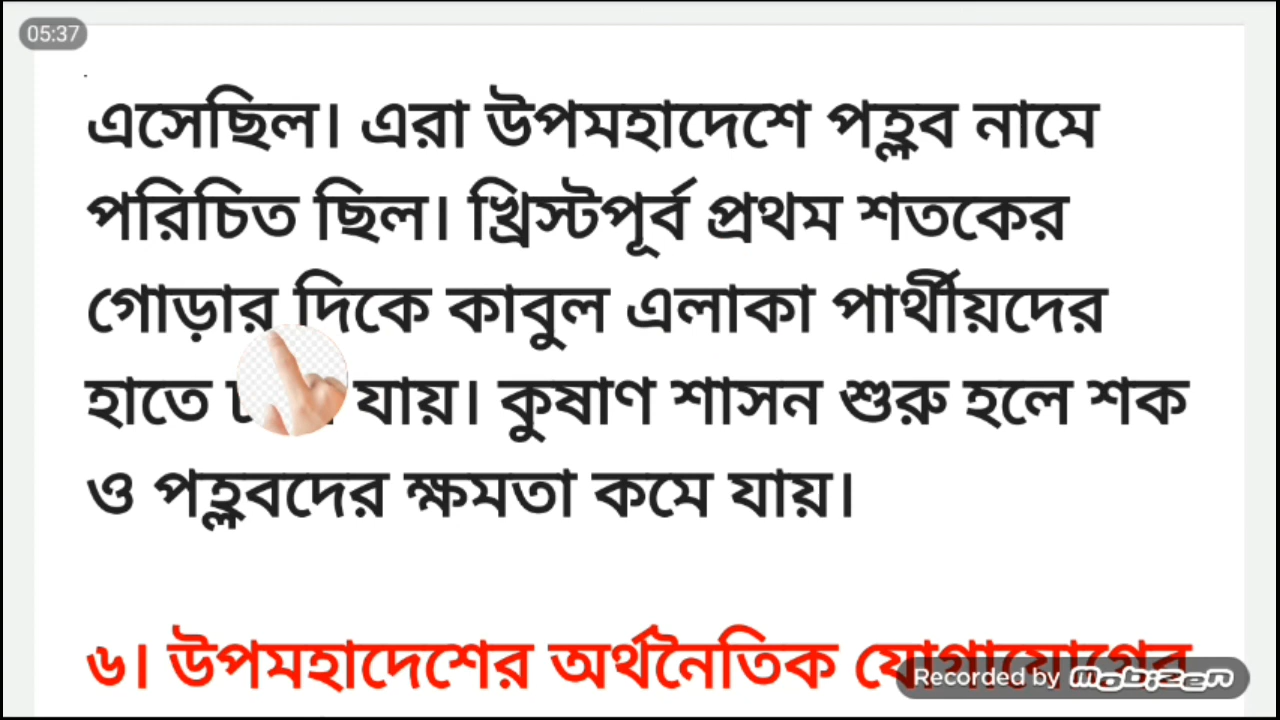 05:37
এসেছিল। এরা উপমহাদেশে পহ্লব নামে
পরিচিত ছিল। খ্রিস্টপূর্ব প্রথম শতকের
গোড়ার দিকে কাবুল এলাকা পার্থীয়দের
হাতে যায়। কুষাণ শাসন শুরু হলে শক
ও পহ্লবদের ক্ষমতা কমে যায়।
৬। উপমহাদেশের অর্থনৈতিক যোগাযোগের
Recorded by mobizen